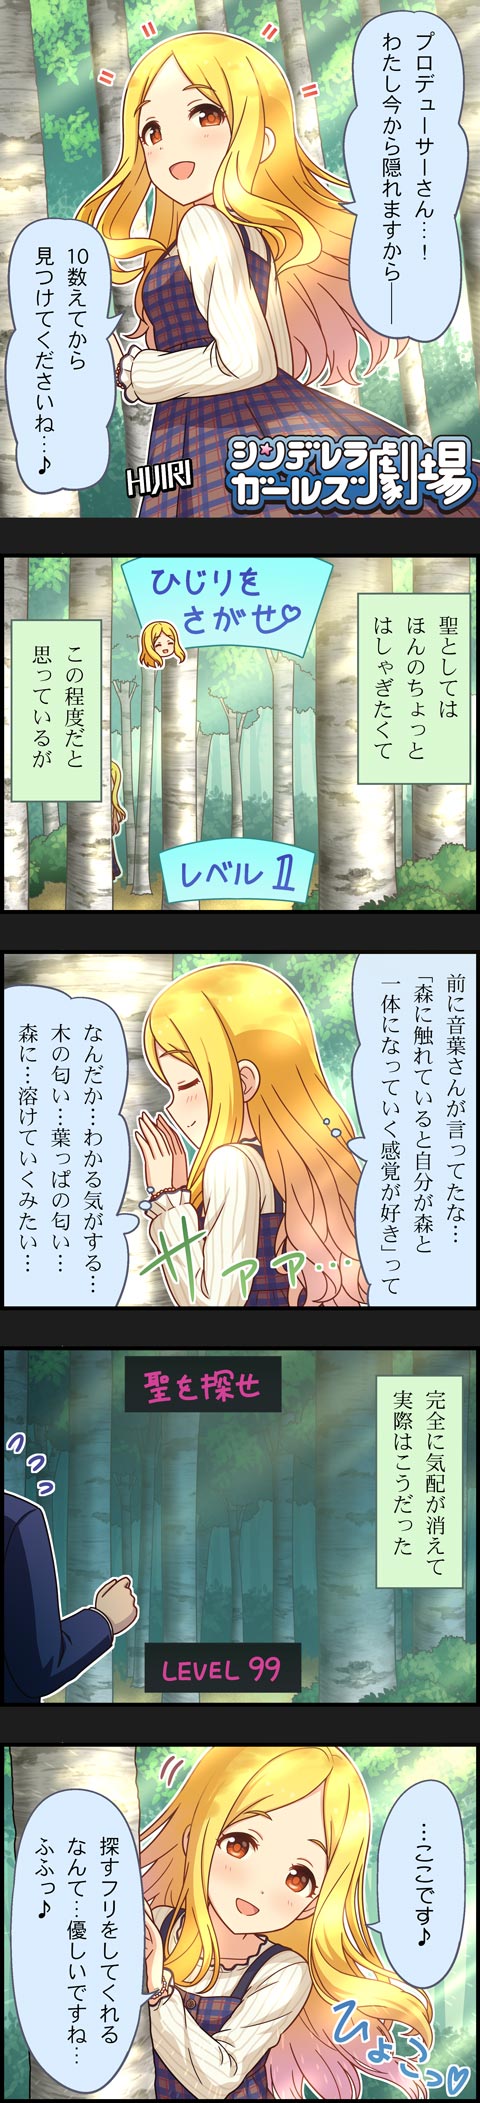 プロデューサーさん…!
わたし今から隠れますから──
10数えてから
見つけてくださいね…♪
HIJIRI
シンデレラ
ガールズ劇場
聖としては
ほんのちょっと
はしゃぎたくて
ひじりを
さがせ♡
この程度だと
思っているが
レベル 1
前に音葉さんが言ってたな…
「森に触れていると自分が森と
一体になっていく感覚が好き」って
なんだか…わかる気がする…
木の匂い…葉っぱの匂い…
森に…溶けていくみたい…
サァァ…
完全に気配が消えて
実際はこうだった
聖を探せ
LEVEL 99
…ここです♪
ひょこっ♡
探すフリをしてくれる
なんて…優しいですね…
ふふっ♪